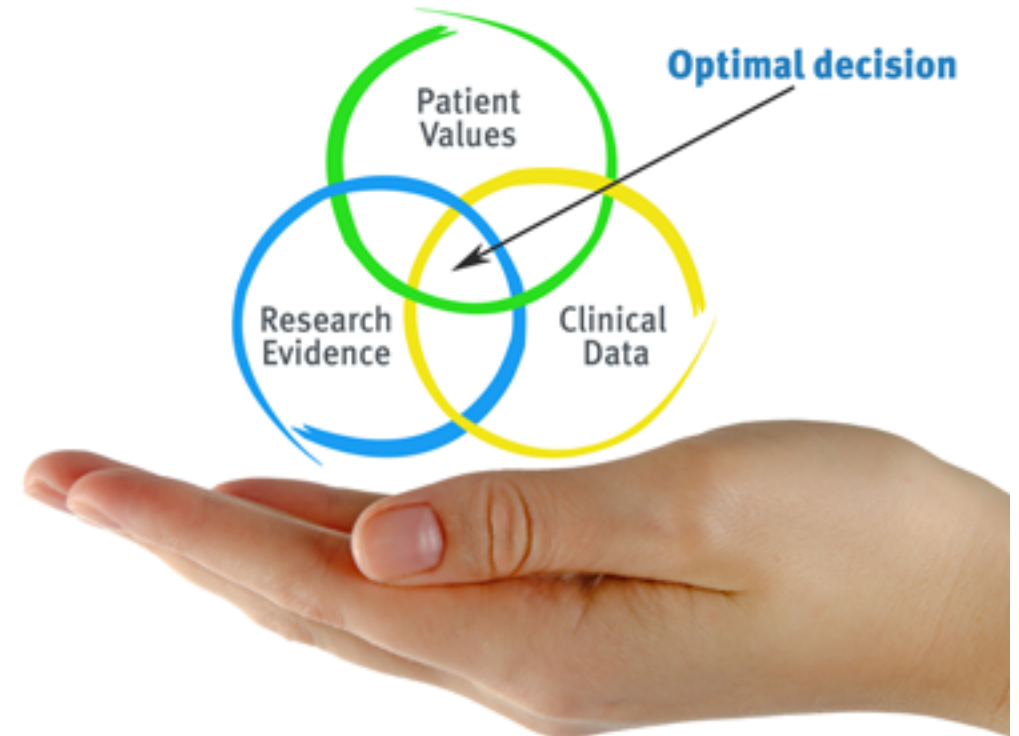 Optimal decision
Patient
Values
Research
Evidence
Clinical
Data